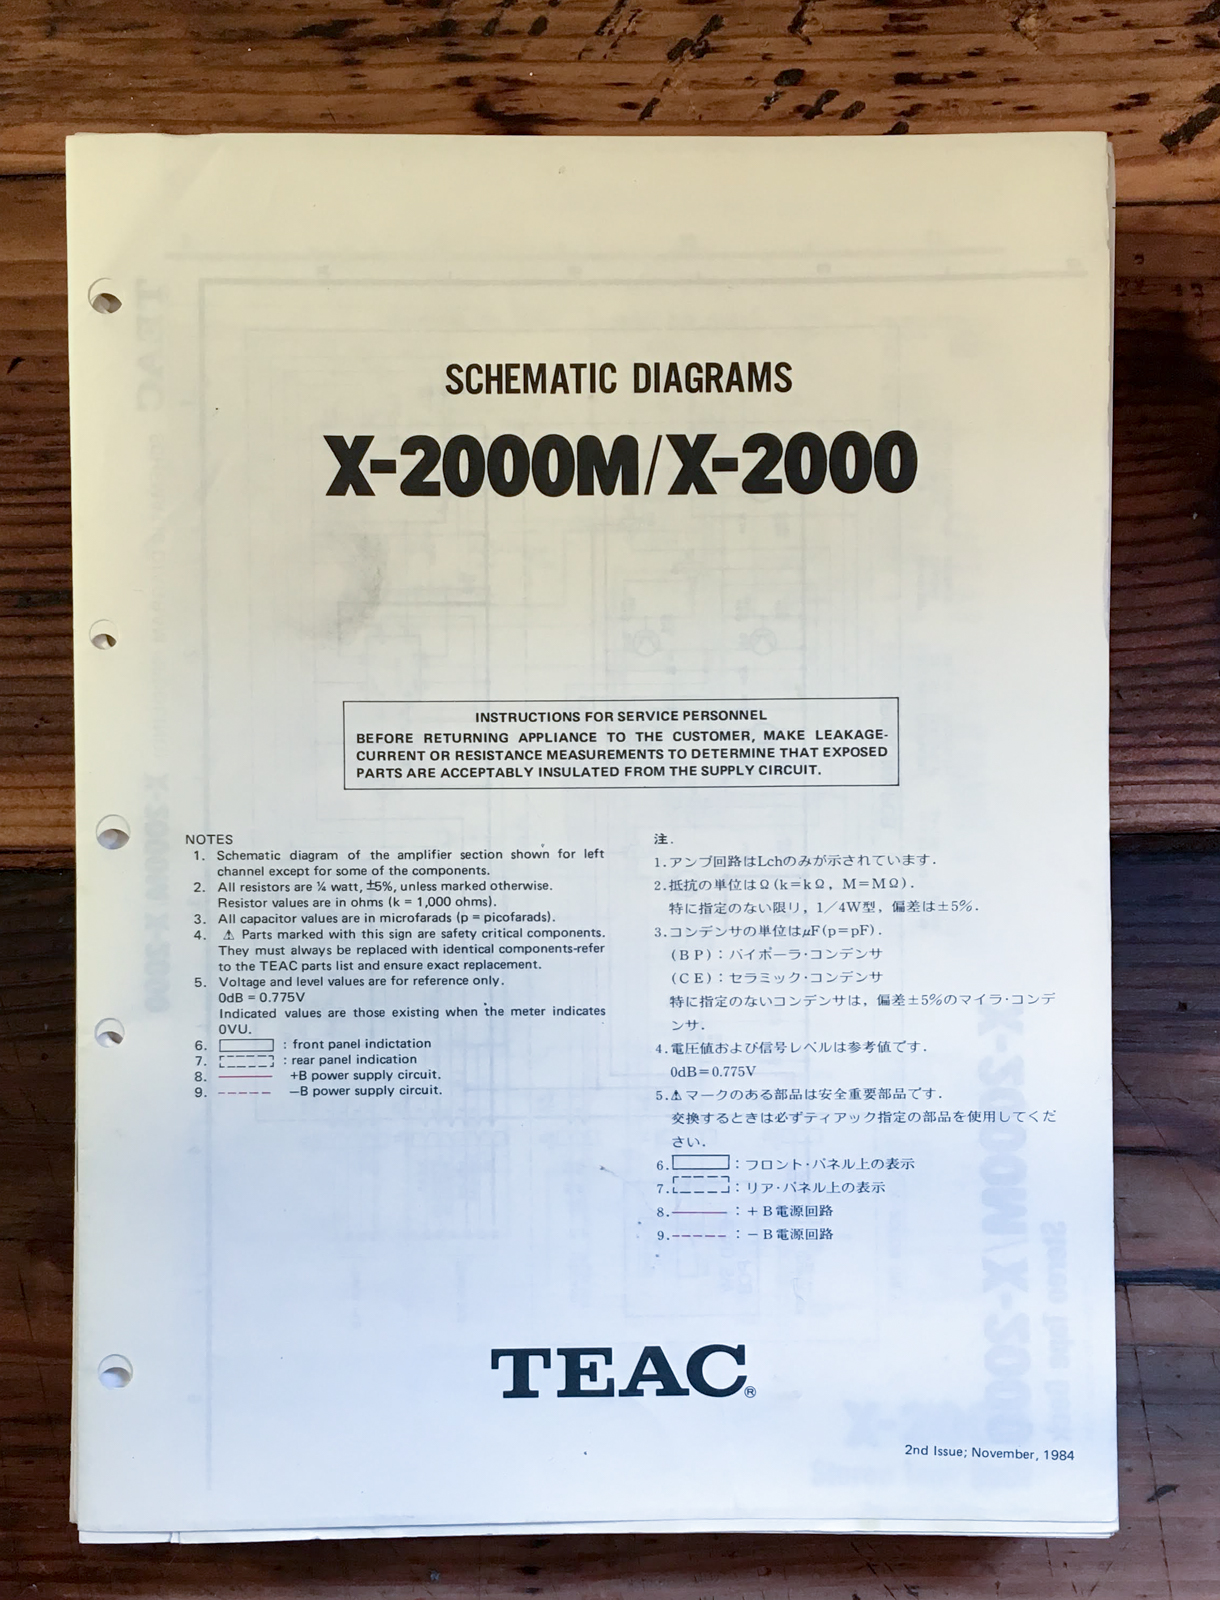 SCHEMATIC DIAGRAMS
X-2000M/X-2000
INSTRUCTIONS FOR SERVICE PERSONNEL
BEFORE RETURNING APPLIANCE TO THE CUSTOMER, MAKE LEAKAGE-
CURRENT OR RESISTANCE MEASUREMENTS TO DETERMINE THAT EXPOSED
PARTS ARE ACCEPTABLY INSULATED FROM THE SUPPLY CIRCUIT.
NOTES
1. Schematic diagram of the amplifier section shown for left
channel except for some of the components.
2. All resistors are ¼ watt, ±5%, unless marked otherwise.
Resistor values are in ohms (k = 1,000 ohms).
3. All capacitor values are in microfarads (p = picofarads).
4. ⚠ Parts marked with this sign are safety critical components.
They must always be replaced with identical components-refer
to the TEAC parts list and ensure exact replacement.
5. Voltage and level values are for reference only.
0dB = 0.775V
Indicated values are those existing when the meter indicates
0VU.
6. : front panel indictation
7. : rear panel indication
8. +B power supply circuit.
9. −B power supply circuit.
注.
1.アンプ回路はLchのみが示されています.
2.抵抗の単位はΩ(k=kΩ, M=MΩ).
特に指定のない限り, 1/4W型, 偏差は±5%.
3.コンデンサの単位はμF(p=pF).
(BP):バイポーラ・コンデンサ
(CE):セラミック・コンデンサ
特に指定のないコンデンサは, 偏差±5%のマイラ・コンデ
ンサ.
4.電圧値および信号レベルは参考値です.
0dB=0.775V
5.⚠マークのある部品は安全重要部品です.
交換するときは必ずティアック指定の部品を使用してくだ
さい.
6. :フロント・パネル上の表示
7. :リア・パネル上の表示
8. :+B電源回路
9. :−B電源回路
TEAC®
2nd Issue; November, 1984